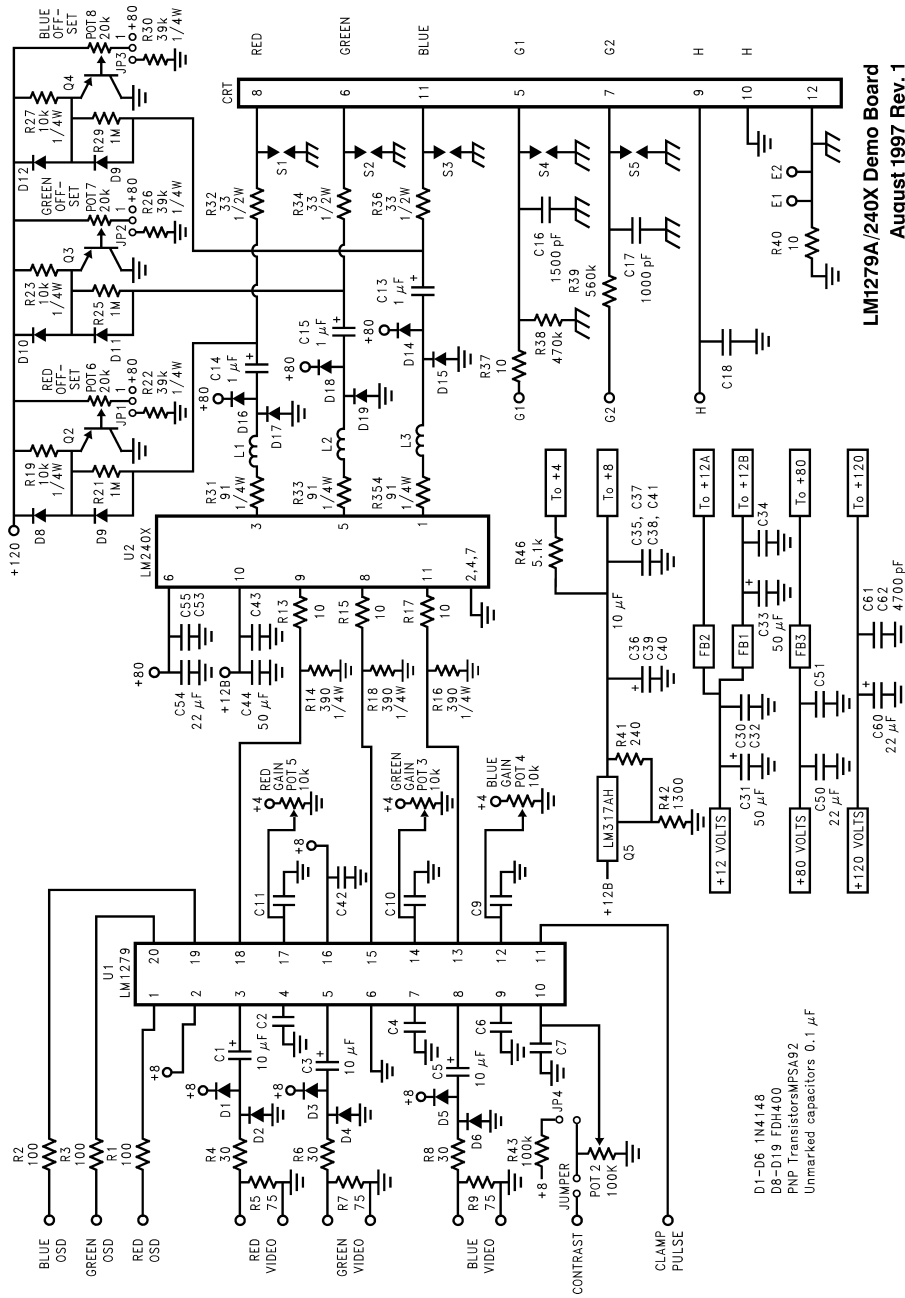 BLUE
OSD
GREEN
OSD
RED
OSD
R2
100
R3
100
R1
100
RED
VIDEO
GREEN
VIDEO
BLUE
VIDEO
CONTRAST
CLAMP
PULSE
R5
75
R4
30
D2
D1
+8
+8
C1
+
10 μF
C2
R7
75
R6
30
D4
D3
+8
C3
+
10 μF
C4
R9
75
R8
30
D6
D5
+8
C5
+
10 μF
C6
C7
R43
100k
+8
JP4
JUMPER
POT 2
100K
U1
LM1279
1
2
3
4
5
6
7
8
9
10
20
19
18
17
16
15
14
13
12
11
C11
+4
RED
GAIN
POT 5
10k
+8
C42
C10
+4
GREEN
GAIN
POT 3
10k
C9
+4
BLUE
GAIN
POT 4
10k
R14
390
1/4W
R18
390
1/4W
R16
390
1/4W
R13
10
R15
10
R17
10
+80
C54
22 μF
C55
C53
+12B
C44
50 μF
C43
U2
LM240X
6
10
9
8
11
2,4,7
3
5
1
R31
91
1/4W
R33
91
1/4W
R354
91
1/4W
L1
L2
L3
D17
D16
+80
C14
1 μF
+
D19
D18
+80
C15
1 μF
+
D15
D14
+80
C13
1 μF
+
+120
D8
D9
R19
10k
1/4W
R21
1M
Q2
RED
OFF-
SET
POT6
20k
1
+80
JP1
R22
39k
1/4W
D10
D11
R23
10k
1/4W
R25
1M
Q3
GREEN
OFF-
SET
POT7
20k
1
+80
JP2
R26
39k
1/4W
D12
D9
R27
10k
1/4W
R29
1M
Q4
BLUE
OFF-
SET
POT8
20k
1
+80
JP3
R30
39k
1/4W
R32
33
1/2W
R34
33
1/2W
R36
33
1/2W
S1
S2
S3
S4
S5
CRT
8
6
11
5
7
9
10
12
RED
GREEN
BLUE
G1
G2
H
H
G1
R37
10
R38
470k
C16
1500 pF
G2
R39
560k
C17
1000 pF
H
C18
R40
10
E1
E2
+12B
LM317AH
Q5
R41
240
R42
1300
+
C36
C39
C40
10 μF
C35, C37
C38, C41
R46
5.1k
To +4
To +8
+12 VOLTS
+
C31
50 μF
C30
C32
FB2
FB1
+
C33
50 μF
C34
To +12A
To +12B
+80 VOLTS
C50
22 μF
C51
FB3
To +80
+120 VOLTS
+
C60
22 μF
C61
C62
4700 pF
To +120
D1-D6 1N4148
D8-D19 FDH400
PNP TransistorsMPSA92
Unmarked capacitors 0.1 μF
LM1279A/240X Demo Board
August 1997 Rev. 1